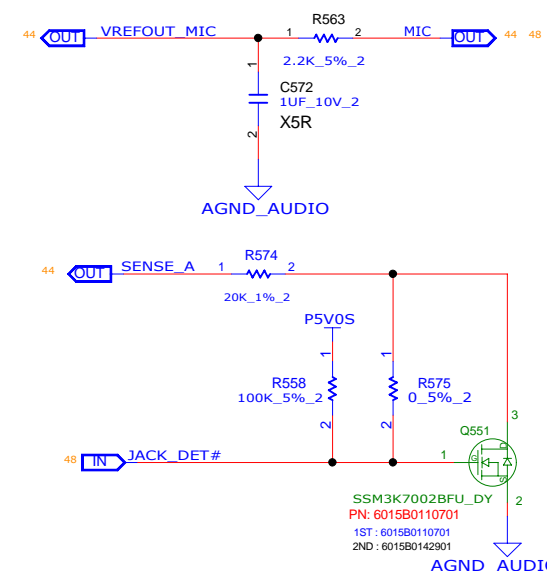 R563
44 OUT VREFOUT_MIC 1 2 MIC OUT 44 48
2.2K_5%_2
1
C572
1UF_10V_2
X5R
2
AGND_AUDIO
R574
44 OUT SENSE_A 1 2
20K_1%_2
P5V0S
1 1
R558 R575
100K_5%_2 0_5%_2
2 2
3
Q551
D
48 IN JACK_DET# 1 G
S
2
SSM3K7002BFU_DY
PN: 6015B0110701
1ST : 6015B0110701
2ND : 6015B0142901
AGND_AUDIO